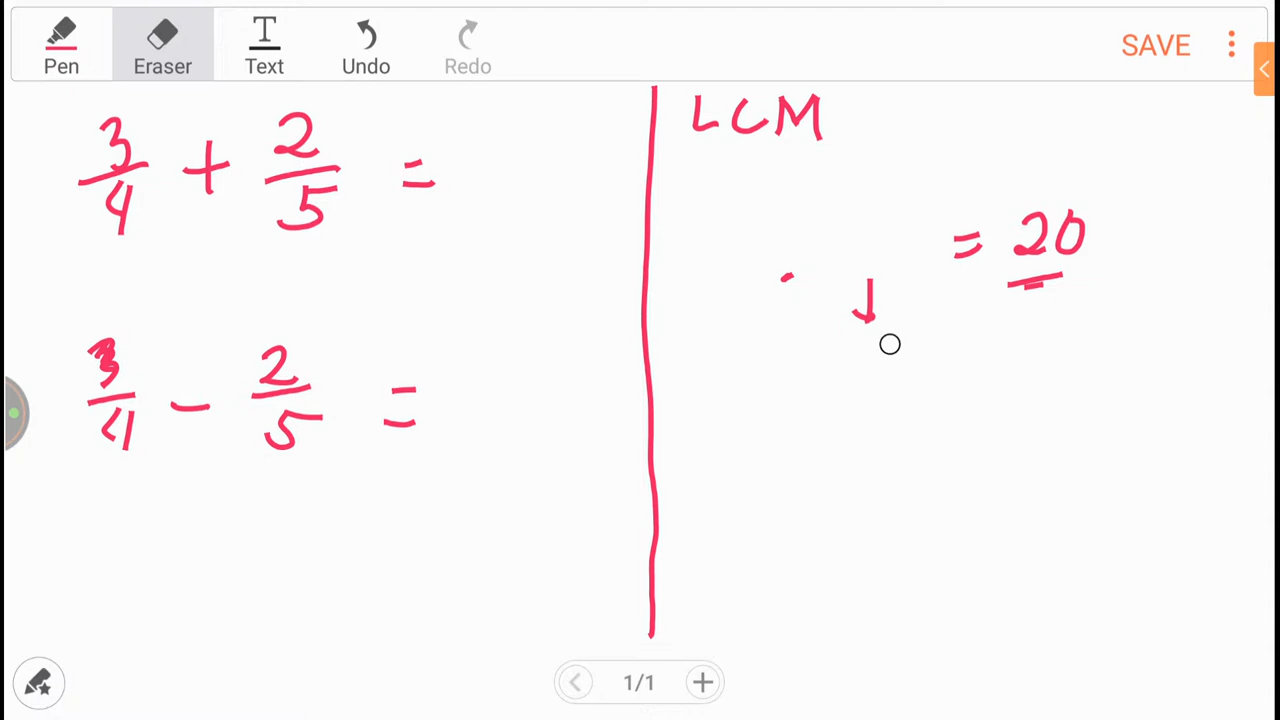 Pen Eraser Text Undo Redo SAVE
3/4 + 2/5 =
3/4 - 2/5 =
LCM
= 20
1/1